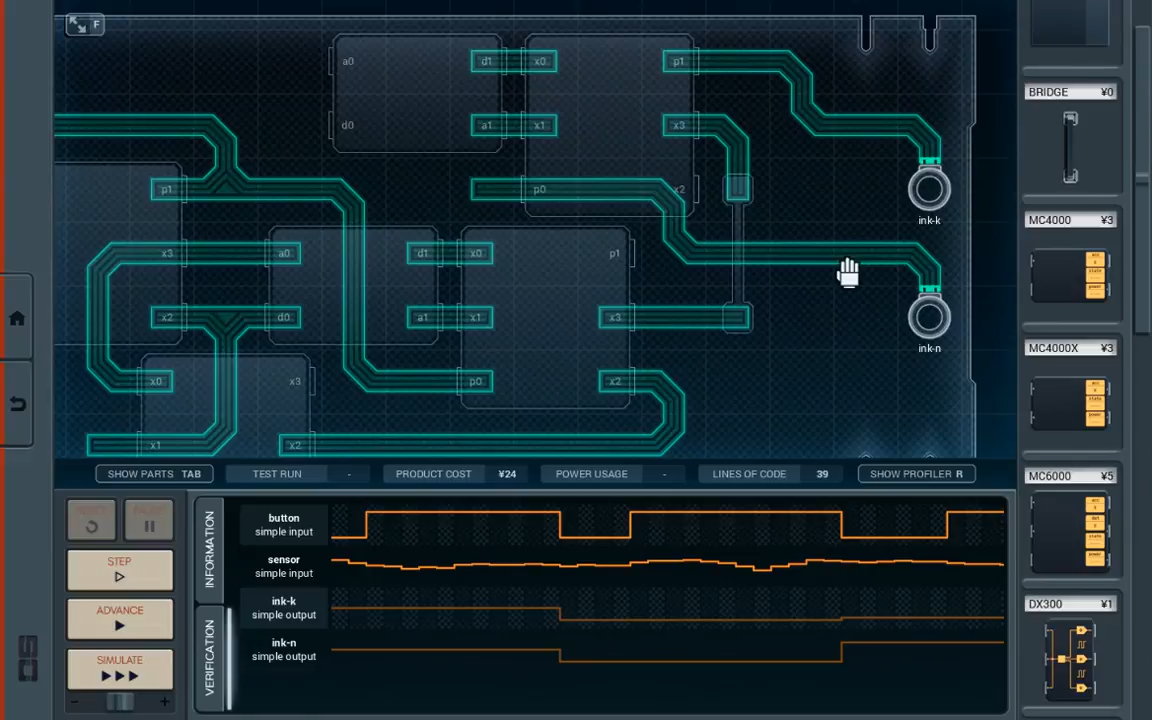 F
a0
d1
x0
p1
BRIDGE ¥0
d0
a1
x1
x3
p1
p0
x2
ink-k
MC4000 ¥3
x3
a0
d1
x0
p1
x2
d0
a1
x1
x3
ink-n
MC4000X ¥3
x0
x3
p0
x2
x1
x2
SHOW PARTS TAB
TEST RUN -
PRODUCT COST ¥24
POWER USAGE -
LINES OF CODE 39
SHOW PROFILER R
MC6000 ¥5
STEP
ADVANCE
SIMULATE
- +
INFORMATION
VERIFICATION
button
simple input
sensor
simple input
ink-k
simple output
ink-n
simple output
DX300 ¥1